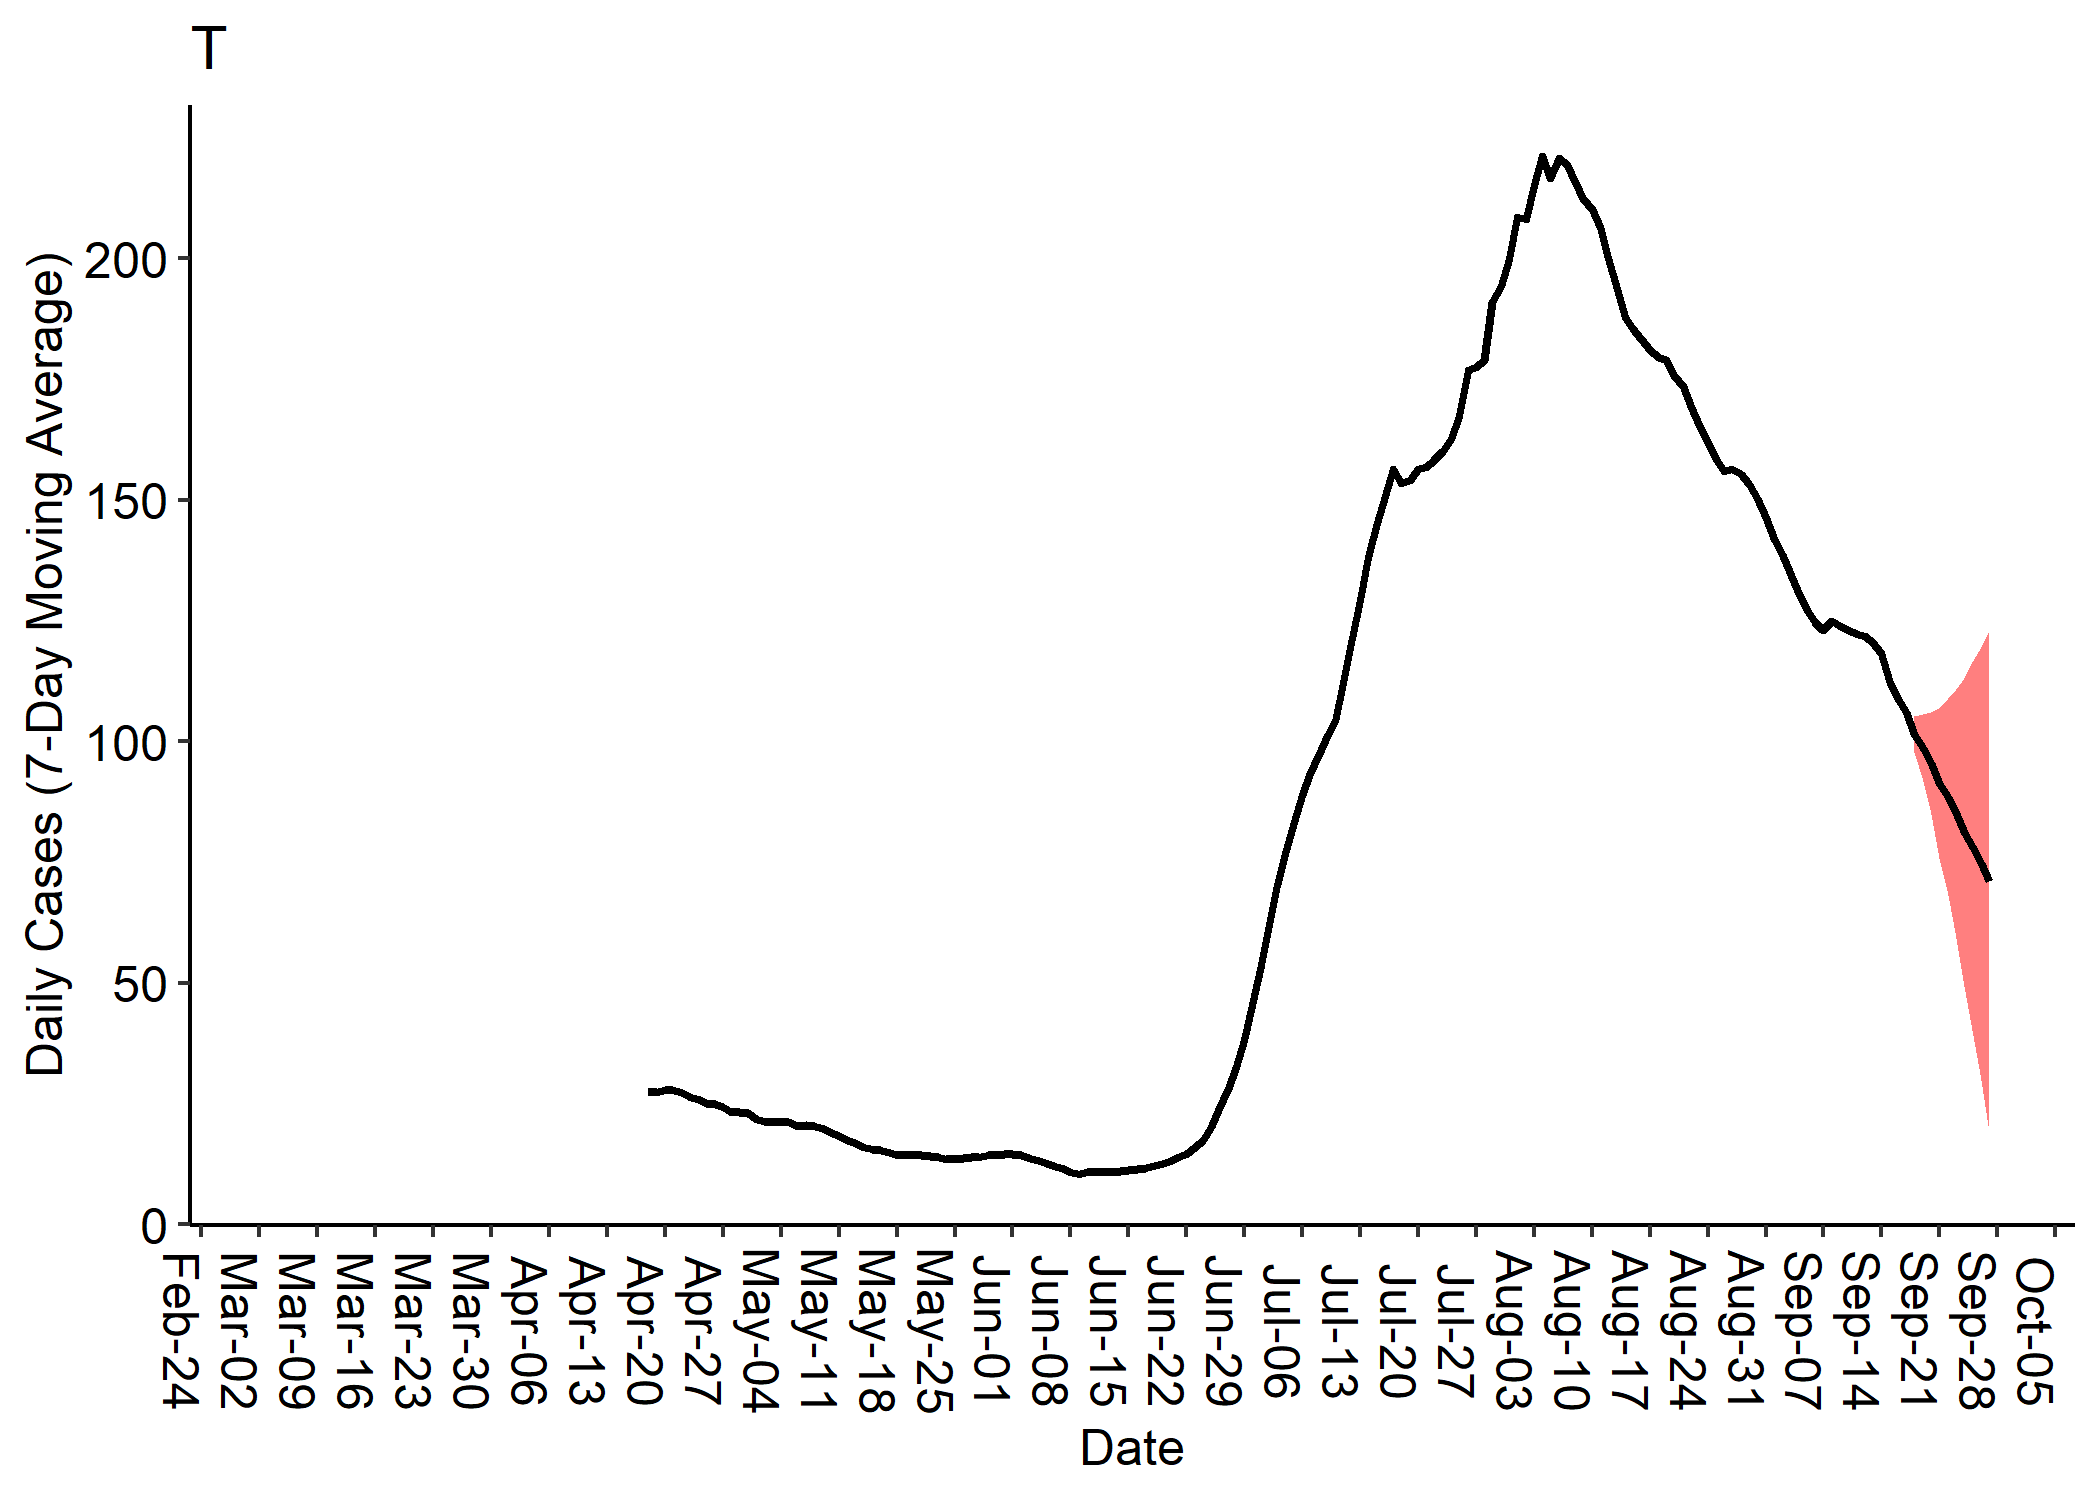 T
Daily Cases (7-Day Moving Average)
200
150
100
50
0
Feb-24
Mar-02
Mar-09
Mar-16
Mar-23
Mar-30
Apr-06
Apr-13
Apr-20
Apr-27
May-04
May-11
May-18
May-25
Jun-01
Jun-08
Jun-15
Jun-22
Jun-29
Jul-06
Jul-13
Jul-20
Jul-27
Aug-03
Aug-10
Aug-17
Aug-24
Aug-31
Sep-07
Sep-14
Sep-21
Sep-28
Oct-05
Date